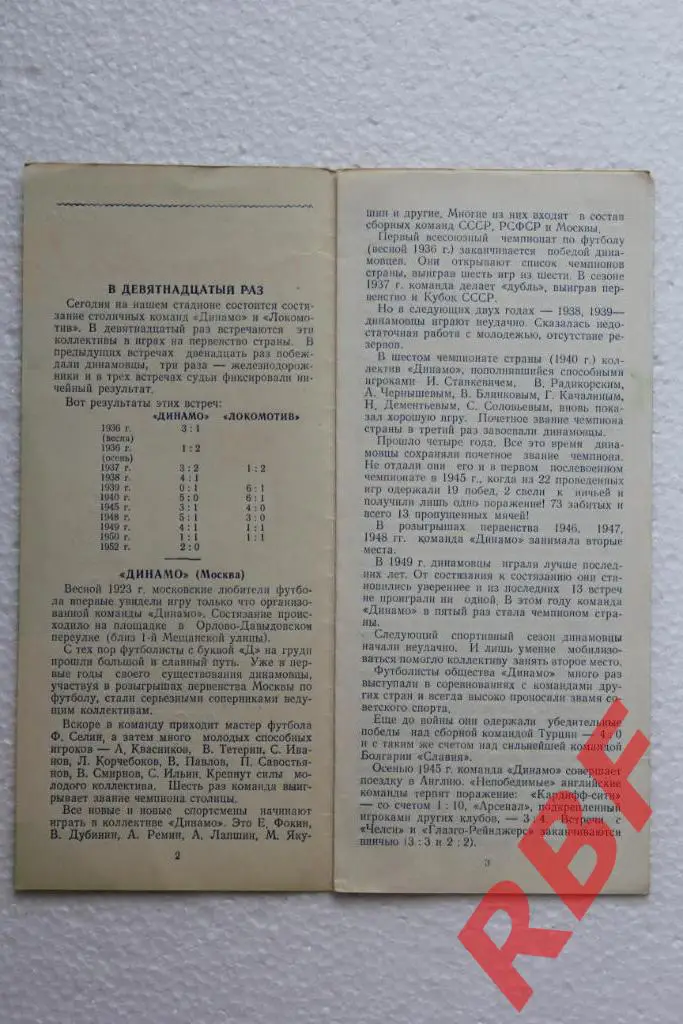 В ДЕВЯТНАДЦАТЫЙ РАЗ
Сегодня на нашем стадионе состоится состя-
зание столичных команд «Динамо» и «Локомо-
тив». В девятнадцатый раз встречаются эти
коллективы в играх на первенство страны. В
предыдущих встречах двенадцать раз побеж-
дали динамовцы, три раза — железнодорож-
ники и в трех встречах судьи фиксировали ни-
чейный результат.
Вот результаты этих встреч:
«ДИНАМО» «ЛОКОМОТИВ»
1936 г. 3:1
(весна)
1936 г. 1:2
(осень)
1937 г. 3:2 1:2
1938 г. 4:1
1939 г. 0:1 6:1
1940 г. 5:0 6:1
1945 г. 3:1 4:0
1948 г. 5:1 3:0
1949 г. 4:1 1:1
1950 г. 1:1 1:1
1952 г. 2:0
«ДИНАМО» (Москва)
Весной 1923 г. московские любители футбо-
ла впервые увидели игру только что организо-
ванной команды «Динамо». Состязание проис-
ходило на площадке в Орлово-Давыдовском
переулке (близ 1-й Мещанской улицы).
С тех пор футболисты с буквой «Д» на груди
прошли большой и славный путь. Уже в пер-
вые годы своего существования динамовцы,
участвуя в розыгрышах первенства Москвы по
футболу, стали серьезными соперниками веду-
щим коллективам.
Вскоре в команду приходит мастер футбола
Ф. Селин, а затем много молодых способных
игроков — А. Квасников, В. Тетерин, С. Ива-
нов, Л. Корчебоков, В. Павлов, П. Савостья-
нов, В. Смирнов, С. Ильин. Крепнут силы мо-
лодого коллектива. Шесть раз команда выиг-
рывает звание чемпиона столицы.
Все новые и новые спортсмены начинают
играть в коллективе «Динамо». Это Е. Фокин,
В. Дубинин, А. Ремин, А. Лапшин, М. Яку-
2
шин и другие. Многие из них входят в состав
сборных команд СССР, РСФСР и Москвы.
Первый всесоюзный чемпионат по футболу
(весной 1936 г.) заканчивается победой дина-
мовцев. Они открывают список чемпионов
страны, выиграв шесть игр из шести. В сезоне
1937 г. команда делает «дубль», выиграв пер-
венство и Кубок СССР.
Но в следующих двух годах — 1938, 1939—
динамовцы играют неудачно. Сказалась недо-
статочная работа с молодежью, отсутствие ре-
зервов.
В шестом чемпионате страны (1940 г.) кол-
лектив «Динамо», пополнившийся способными
игроками И. Станкевичем, В. Радикорским,
А. Чернышевым, В. Блинковым, Г. Качалиным,
Н. Дементьевым, С. Соловьевым, вновь пока-
зал хорошую игру. Почетное звание чемпиона
страны в третий раз завоевали динамовцы.
Прошло четыре года. Все это время дина-
мовцы сохраняли почетное звание чемпиона.
Не отдали они его и в первом послевоенном
чемпионате в 1945 г., когда из 22 проведенных
игр одержали 19 побед, 2 свели к ничьей и
получили лишь одно поражение! 73 забитых и
всего 13 пропущенных мячей!
В розыгрышах первенства 1946, 1947,
1948 гг. команда «Динамо» занимала вторые
места.
В 1949 г. динамовцы играли лучше послед-
них лет. От состязания к состязанию они ста-
новились увереннее и из последних 13 встреч
не проиграли ни одной. В этом году команда
«Динамо» в пятый раз стала чемпионом стра-
ны.
Следующий спортивный сезон динамовцы
начали неудачно. И лишь умение мобилизо-
ваться помогло коллективу занять второе место.
Футболисты общества «Динамо» много раз
выступали в соревнованиях с командами дру-
гих стран и всегда высоко проносили знамя со-
ветского спорта.
Еще до войны они одержали убедительные
победы над сборной командой Турции — 4:0
и с таким же счетом над сильнейшей командой
Болгарии «Славия».
Осенью 1945 г. команда «Динамо» совершает
поездку в Англию. «Непобедимые» английские
команды терпят поражение: «Кардифф-сити»
— со счетом 1:10, «Арсенал», подкрепленный
игроками других клубов, — 3:4. Встречи с
«Челси» и «Глазго-Рейнджерс» заканчиваются
вничью (3:3 и 2:2).
3
RBF